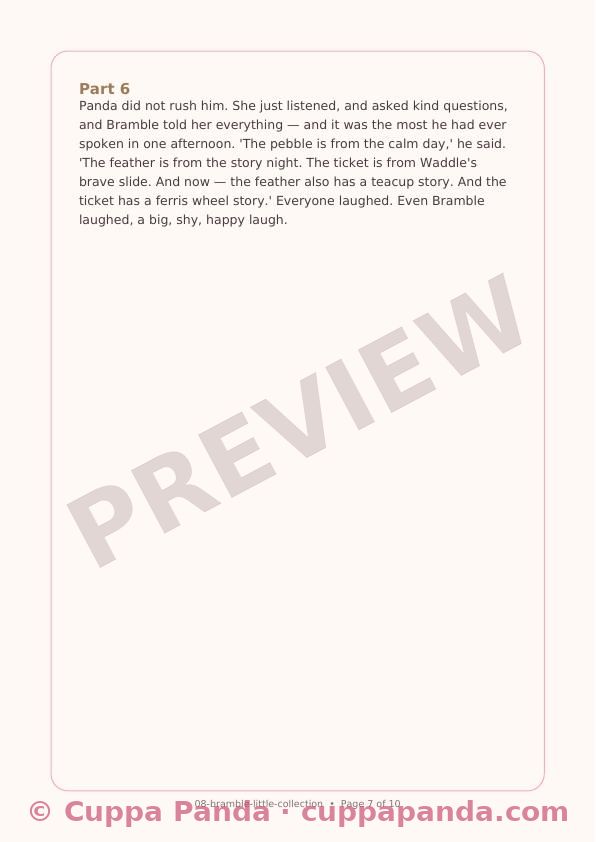 Part 6
Panda did not rush him. She just listened, and asked kind questions,
and Bramble told her everything — and it was the most he had ever
spoken in one afternoon. 'The pebble is from the calm day,' he said.
'The feather is from the story night. The ticket is from Waddle's
brave slide. And now — the feather also has a teacup story. And the
ticket has a ferris wheel story.' Everyone laughed. Even Bramble
laughed, a big, shy, happy laugh.
PREVIEW
08-bramble-little-collection • Page 7 of 10
© Cuppa Panda · cuppapanda.com